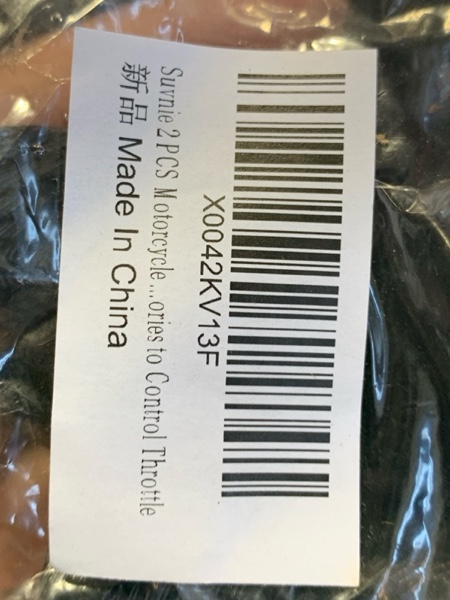 X0042KV13F
Suvnie 2 PCS Motorcycle ...ories to Control Throttle
新品 Made In China